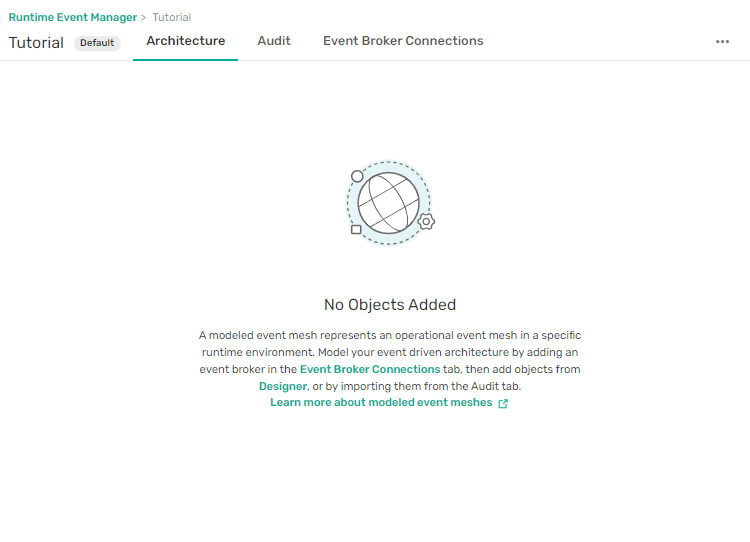 Runtime Event Manager > Tutorial
Tutorial Default Architecture Audit Event Broker Connections
No Objects Added
A modeled event mesh represents an operational event mesh in a specific
runtime environment. Model your event driven architecture by adding an
event broker in the Event Broker Connections tab, then add objects from
Designer, or by importing them from the Audit tab.
Learn more about modeled event meshes